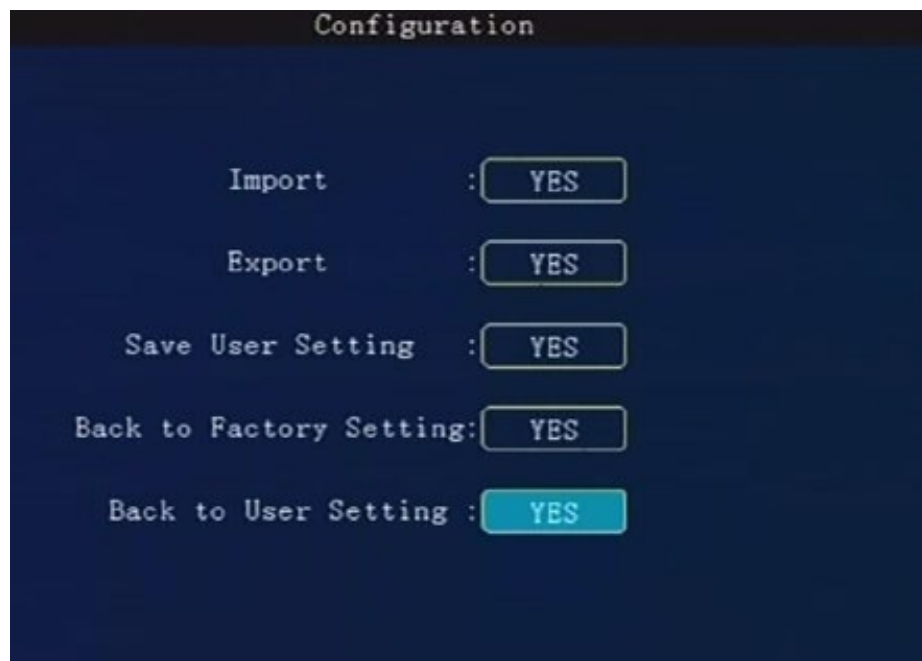 Configuration
Import : YES
Export : YES
Save User Setting : YES
Back to Factory Setting: YES
Back to User Setting : YES